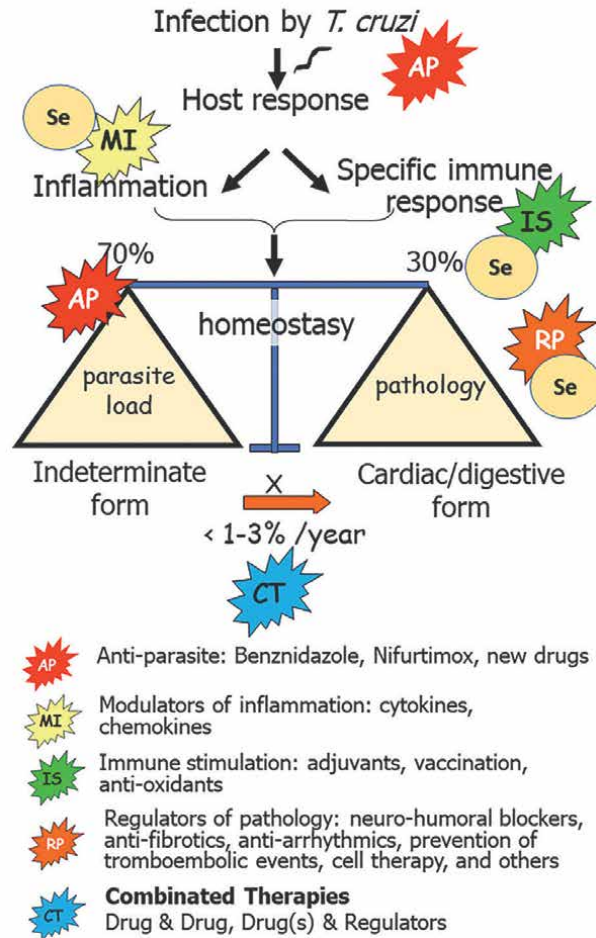 Infection by T. cruzi
AP
Host response
Se
MI
Inflammation
Specific immune
response
IS
Se
70%
30%
AP
homeostasy
RP
Se
parasite
load
pathology
Indeterminate
form
Cardiac/digestive
form
X
< 1-3% /year
CT
AP
Anti-parasite: Benznidazole, Nifurtimox, new drugs
MI
Modulators of inflammation: cytokines,
chemokines
IS
Immune stimulation: adjuvants, vaccination,
anti-oxidants
RP
Regulators of pathology: neuro-humoral blockers,
anti-fibrotics, anti-arrhythmics, prevention of
tromboembolic events, cell therapy, and others
CT
Combinated Therapies
Drug & Drug, Drug(s) & Regulators